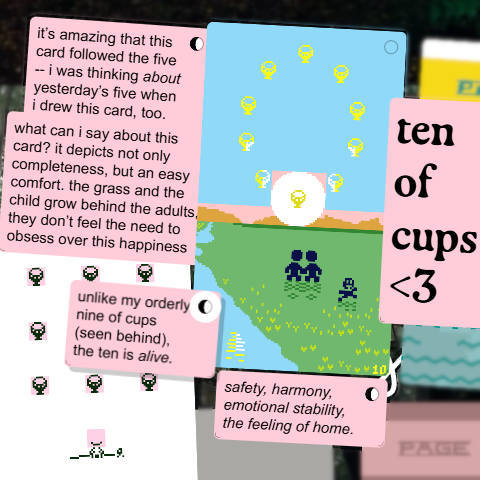 it's amazing that this
card followed the five
-- i was thinking about
yesterday's five when
i drew this card, too.
what can i say about this
card? it depicts not only
completeness, but an easy
comfort. the grass and the
child grow behind the adults,
they don't feel the need to
obsess over this happiness
unlike my orderly
nine of cups
(seen behind),
the ten is alive.
10
safety, harmony,
emotional stability,
the feeling of home.
ten
of
cups
<3
PAGE